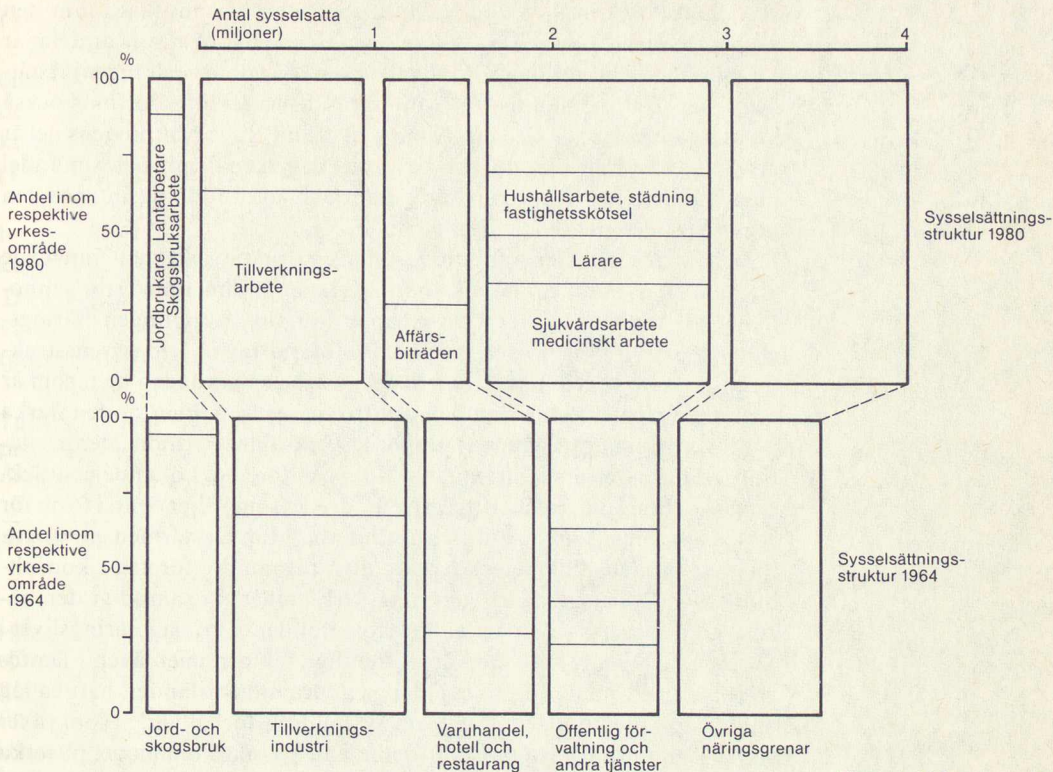 Antal sysselsatta
(miljoner)
1
2
3
4
%
100
50
0
Andel inom
respektive
yrkes-
område
1980
Jordbrukare Lantarbetare
Skogsbruksarbete
Tillverknings-
arbete
Affärs-
biträden
Hushållsarbete, städning
fastighetsskötsel
Lärare
Sjukvårdsarbete
medicinskt arbete
Sysselsättnings-
struktur 1980
%
100
50
0
Andel inom
respektive
yrkes-
område
1964
Sysselsättnings-
struktur 1964
Jord- och
skogsbruk
Tillverknings-
industri
Varuhandel,
hotell och
restaurang
Offentlig för-
valtning och
andra tjänster
Övriga
näringsgrenar